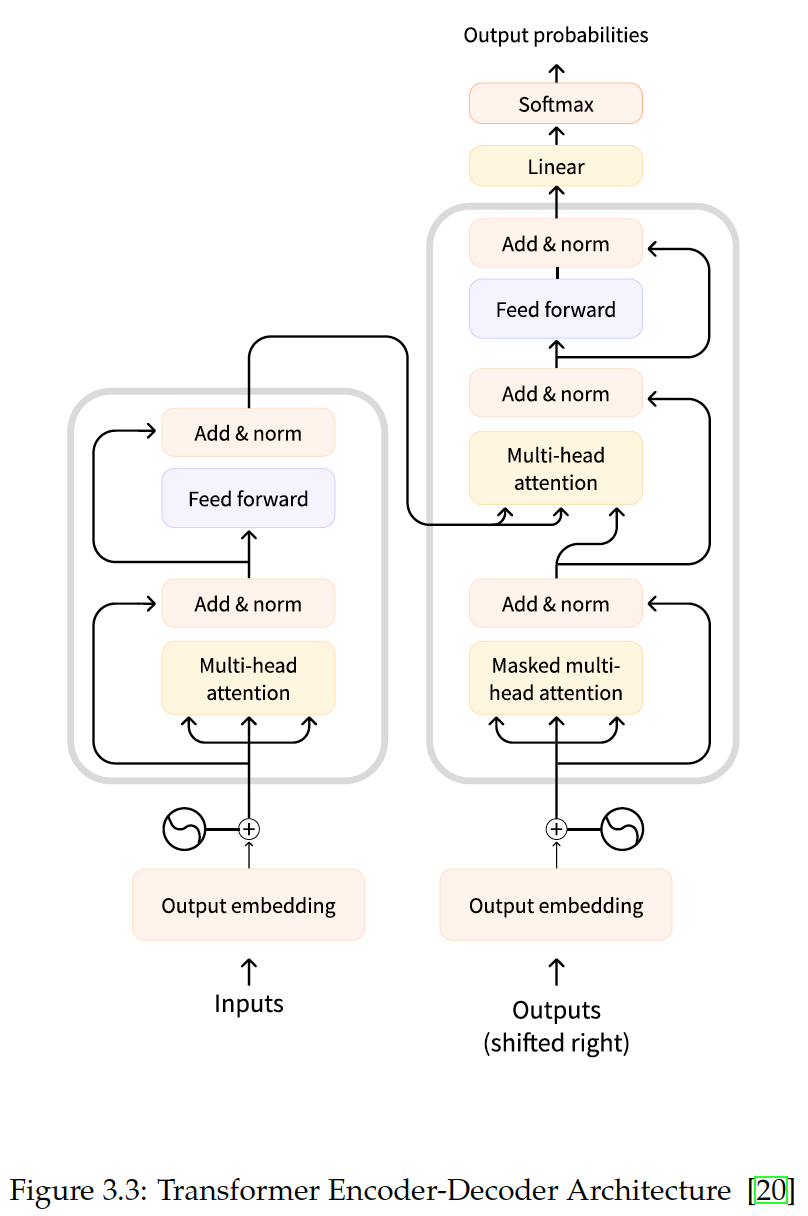 Output probabilities
Softmax
Linear
Add & norm
Feed forward
Add & norm
Multi-head
attention
Add & norm
Masked multi-
head attention
Output embedding
Outputs
(shifted right)
Add & norm
Feed forward
Add & norm
Multi-head
attention
Output embedding
Inputs
Figure 3.3: Transformer Encoder-Decoder Architecture [20]